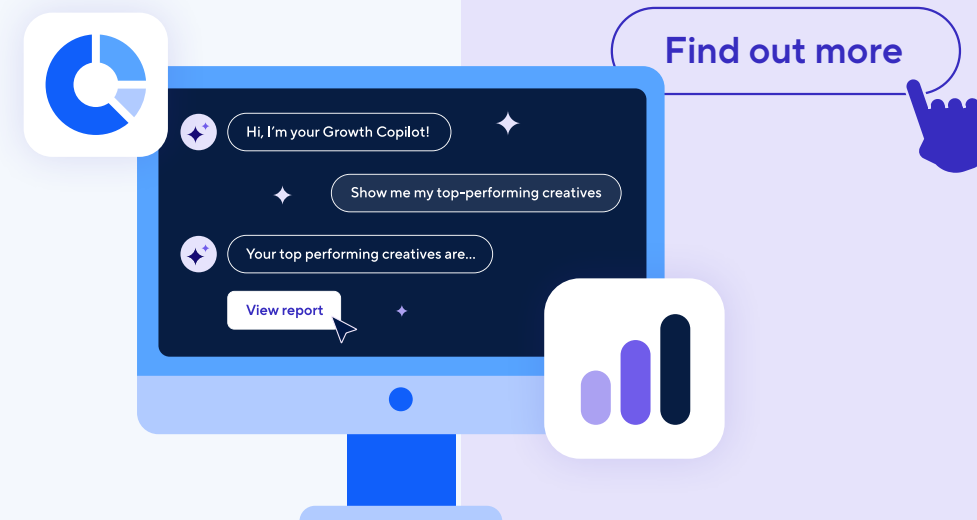 Find out more
Hi, I’m your Growth Copilot!
Show me my top-performing creatives
Your top performing creatives are...
View report